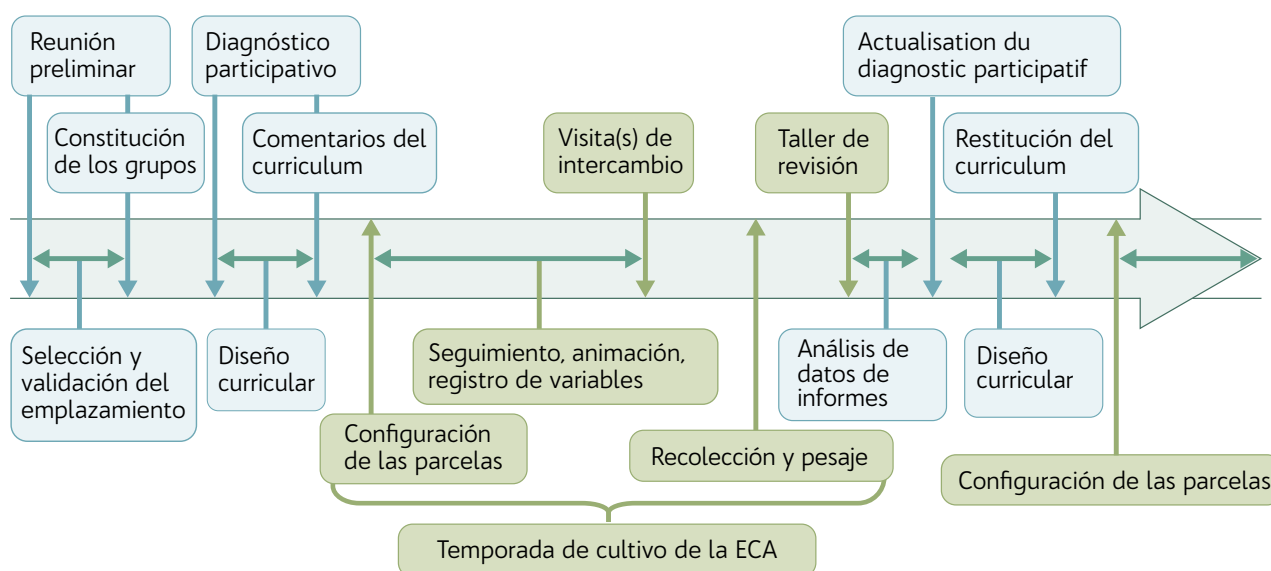 Reunión
preliminar
Diagnóstico
participativo
Actualisation du
diagnostic participatif
Constitución
de los grupos
Comentarios del
curriculum
Visita(s) de
intercambio
Taller de
revisión
Restitución del
curriculum
Selección y
validación del
emplazamiento
Diseño
curricular
Seguimiento, animación,
registro de variables
Análisis de
datos de
informes
Diseño
curricular
Configuración
de las parcelas
Recolección y pesaje
Configuración de las parcelas
Temporada de cultivo de la ECA